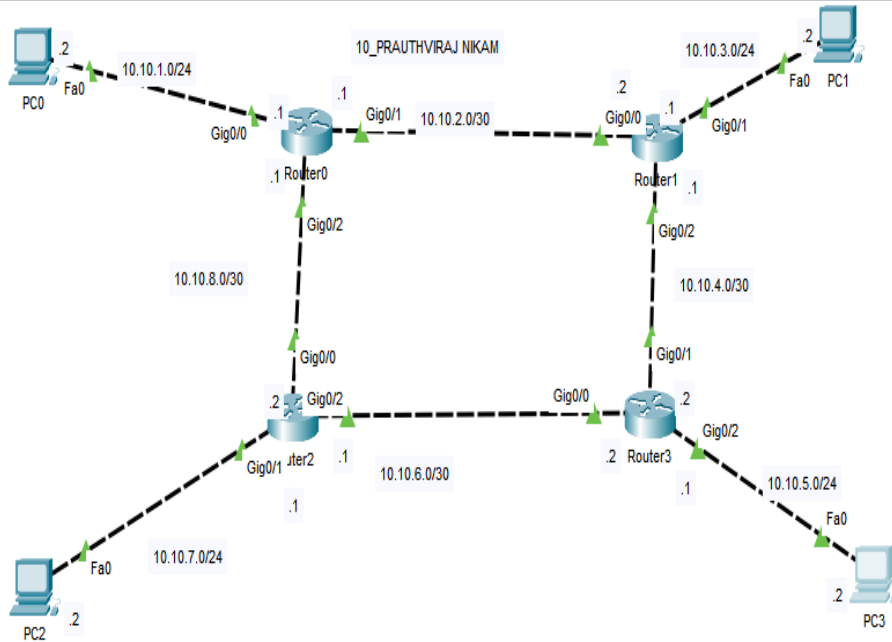 10_PRAUTHVIRAJ NIKAM
.2
10.10.1.0/24
Fa0
PC0
.1
.1
Gig0/0
Gig0/1
10.10.2.0/30
.2
Gig0/0
.1
Gig0/1
10.10.3.0/24
.2
Fa0
PC1
Router0
.1
Gig0/2
Router1
.1
Gig0/2
10.10.8.0/30
10.10.4.0/30
Gig0/0
Gig0/1
.2
Gig0/2
Gig0/0
.2
Gig0/1
uter2
.1
10.10.6.0/30
.2
Router3
Gig0/2
.1
.1
10.10.5.0/24
Fa0
10.10.7.0/24
Fa0
.2
PC2
.2
PC3